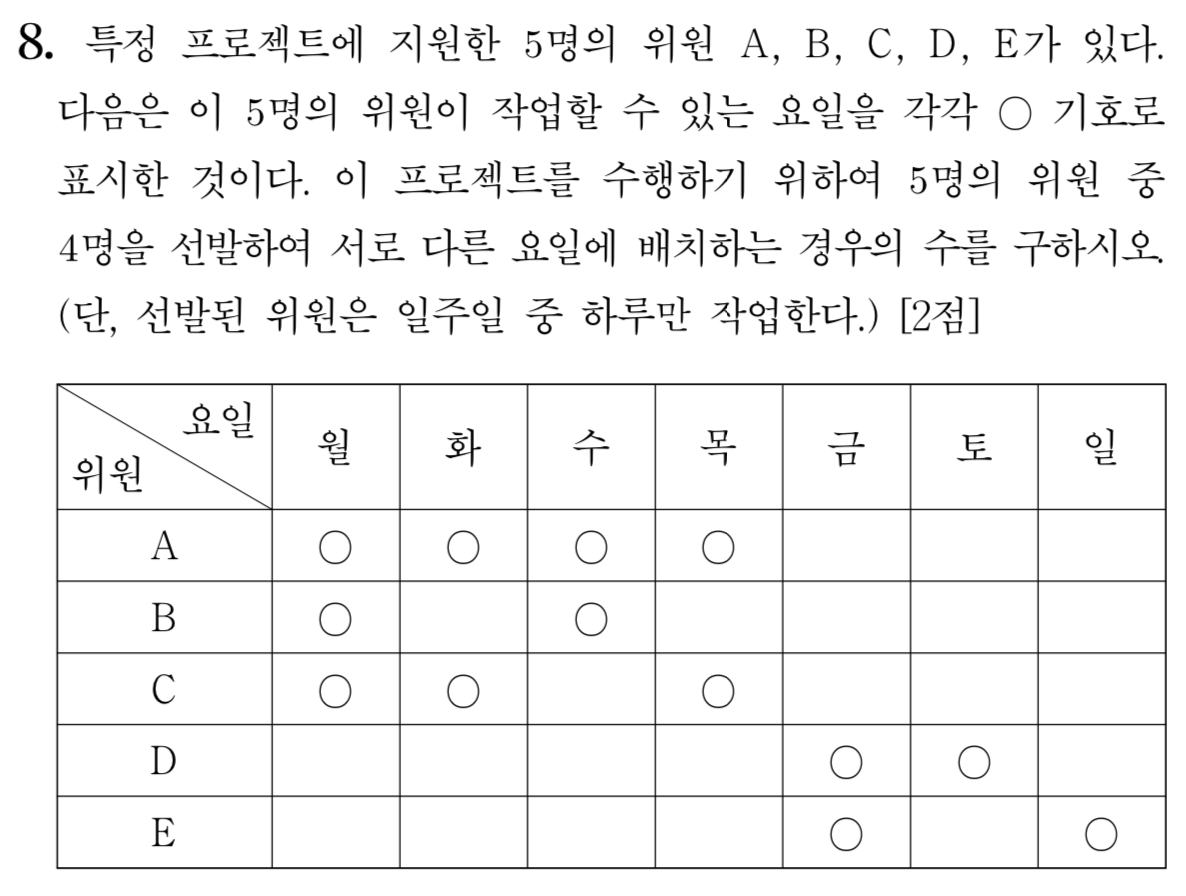 8. 특정 프로젝트에 지원한 5명의 위원 A, B, C, D, E가 있다.
다음은 이 5명의 위원이 작업할 수 있는 요일을 각각 ○ 기호로
표시한 것이다. 이 프로젝트를 수행하기 위하여 5명의 위원 중
4명을 선발하여 서로 다른 요일에 배치하는 경우의 수를 구하시오.
(단, 선발된 위원은 일주일 중 하루만 작업한다.) [2점]
요일
위원 월 화 수 목 금 토 일
A ○ ○ ○ ○
B ○ ○
C ○ ○ ○
D ○ ○
E ○ ○